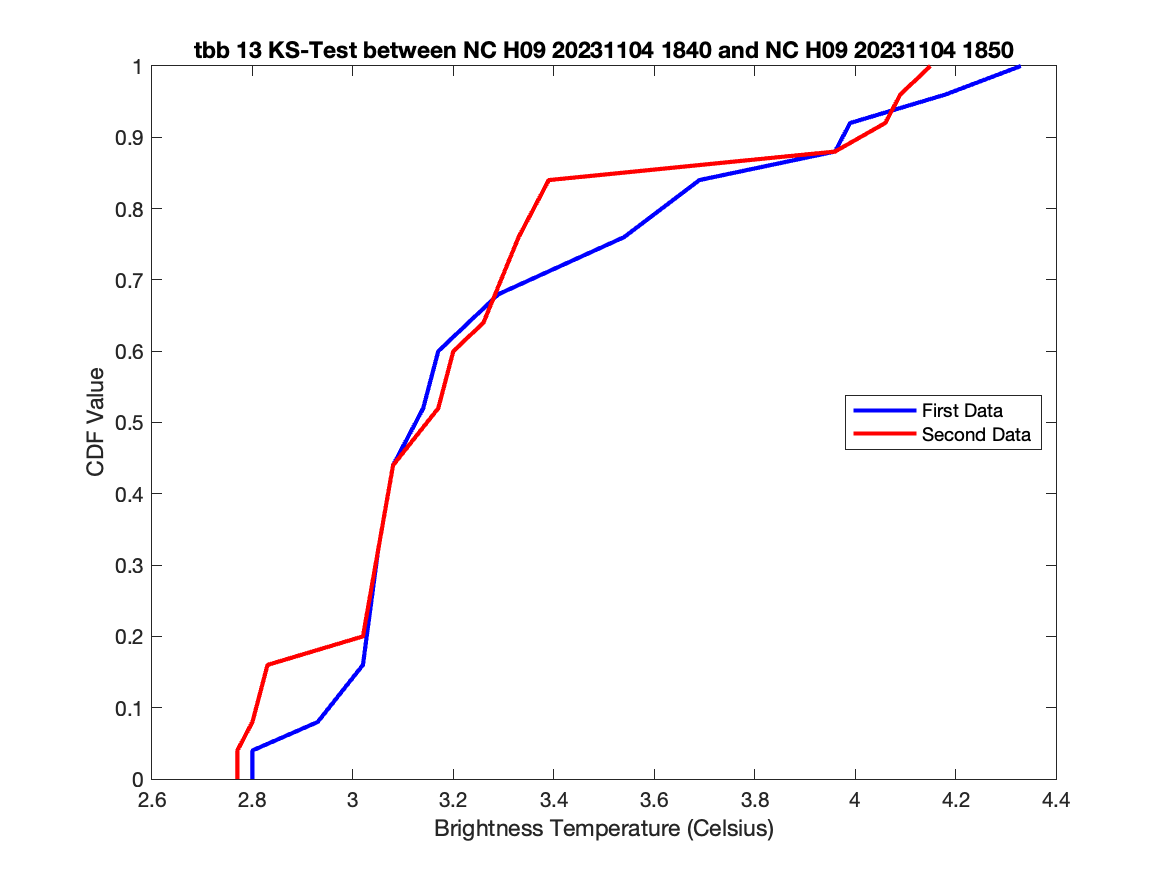 tbb 13 KS-Test between NC H09 20231104 1840 and NC H09 20231104 1850
1
0.9
0.8
0.7
0.6
0.5
0.4
0.3
0.2
0.1
0
CDF Value
First Data
Second Data
2.6 2.8 3 3.2 3.4 3.6 3.8 4 4.2 4.4
Brightness Temperature (Celsius)